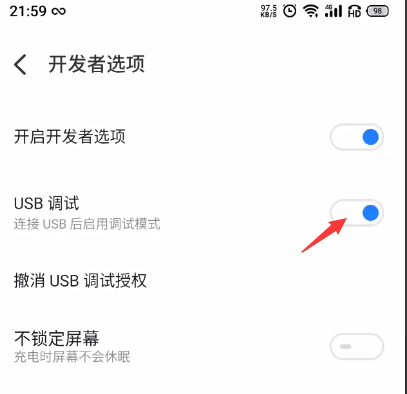 21:59 97.5 KB/S 4G HD 98
开发者选项
开启开发者选项
USB 调试
连接 USB 后启用调试模式
撤消 USB 调试授权
不锁定屏幕
充电时屏幕不会休眠